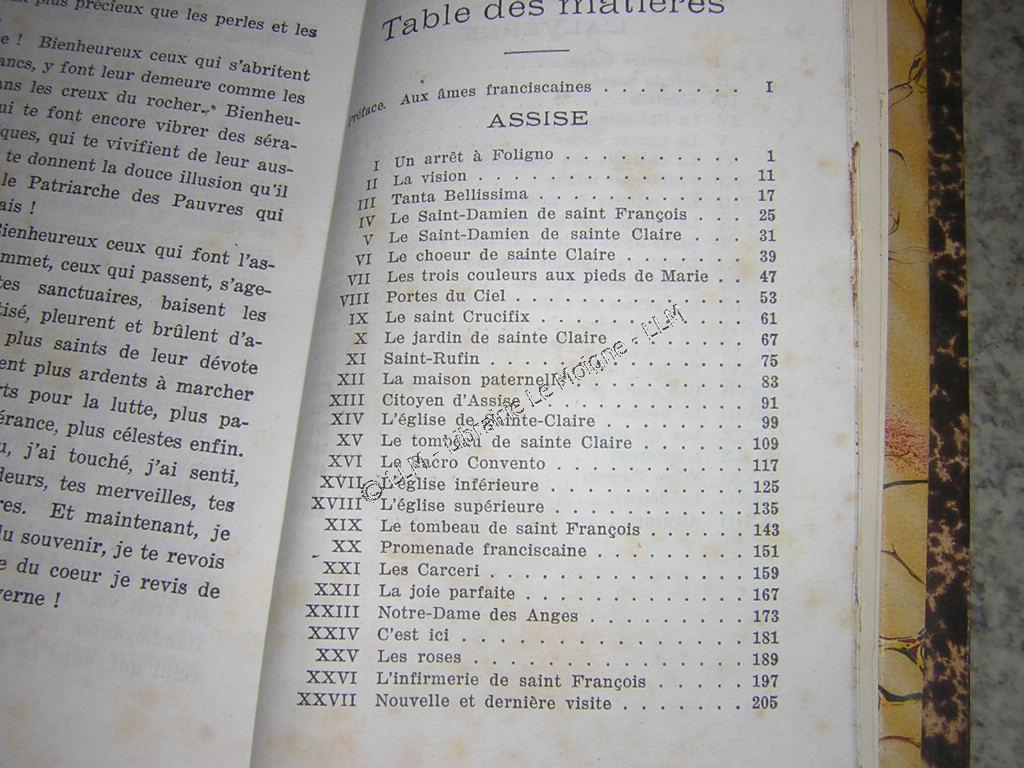 plus précieux que les perles et les
! Bienheureux ceux qui s'abritent
ancs, y font leur demeure comme les
ns les creux du rocher. Bienheu-
ui te font encore vibrer des séra-
iques, qui te vivifient de leur aus-
te donnent la douce illusion qu'il
le Patriarche des Pauvres qui
ais !
Bienheureux ceux qui font l'as-
mmet, ceux qui passent, s'age-
tes sanctuaires, baisent les
tisé, pleurent et brûlent d'a-
plus saints de leur dévote
ent plus ardents à marcher
rts pour la lutte, plus pa-
érance, plus célestes enfin.
u, j'ai touché, j'ai senti,
deurs, tes merveilles, tes
res. Et maintenant, je
du souvenir, je te revois
e du coeur je revis de
verne !
Table des matières
Préface. Aux âmes franciscaines . . . . . . . . I
ASSISE
I Un arrêt à Foligno . . . . . . . . . . 1
II La vision . . . . . . . . . . . . . . . 11
III Tanta Bellissima . . . . . . . . . . . 17
IV Le Saint-Damien de saint François . . . 25
V Le Saint-Damien de sainte Claire . . . 31
VI Le choeur de sainte Claire . . . . . . . 39
VII Les trois couleurs aux pieds de Marie . . 47
VIII Portes du Ciel . . . . . . . . . . . . . 53
IX Le saint Crucifix . . . . . . . . . . . 61
X Le jardin de sainte Claire . . . . . . . 67
XI Saint-Rufin . . . . . . . . . . . . . . 75
XII La maison paternelle . . . . . . . . . 83
XIII Citoyen d'Assise . . . . . . . . . . . 91
XIV L'église de Sainte-Claire . . . . . . . 99
XV Le tombeau de sainte Claire . . . . . . 109
XVI Le Sacro Convento . . . . . . . . . . 117
XVII L'église inférieure . . . . . . . . . . 125
XVIII L'église supérieure . . . . . . . . . . 135
XIX Le tombeau de saint François . . . . . . 143
XX Promenade franciscaine . . . . . . . . 151
XXI Les Carceri . . . . . . . . . . . . . . 159
XXII La joie parfaite . . . . . . . . . . . . 167
XXIII Notre-Dame des Anges . . . . . . . . . 173
XXIV C'est ici . . . . . . . . . . . . . . . 181
XXV Les roses . . . . . . . . . . . . . . . 189
XXVI L'infirmerie de saint François . . . . . . 197
XXVII Nouvelle et dernière visite . . . . . . . 205
© LLM - Librairie Le Moigne - LLM